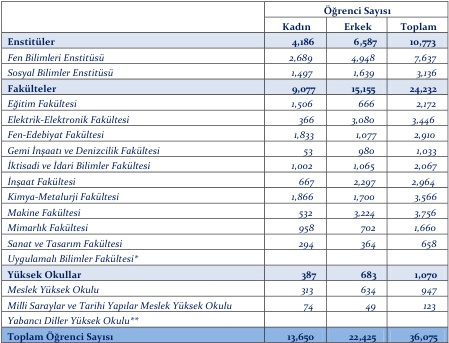 Öğrenci Sayısı
Kadın Erkek Toplam
Enstitüler 4,186 6,587 10,773
Fen Bilimleri Enstitüsü 2,689 4,948 7,637
Sosyal Bilimler Enstitüsü 1,497 1,639 3,136
Fakülteler 9,077 15,155 24,232
Eğitim Fakültesi 1,506 666 2,172
Elektrik-Elektronik Fakültesi 366 3,080 3,446
Fen-Edebiyat Fakültesi 1,833 1,077 2,910
Gemi İnşaatı ve Denizcilik Fakültesi 53 980 1,033
İktisadi ve İdari Bilimler Fakültesi 1,002 1,065 2,067
İnşaat Fakültesi 667 2,297 2,964
Kimya-Metalurji Fakültesi 1,866 1,700 3,566
Makine Fakültesi 532 3,224 3,756
Mimarlık Fakültesi 958 702 1,660
Sanat ve Tasarım Fakültesi 294 364 658
Uygulamalı Bilimler Fakültesi*
Yüksek Okullar 387 683 1,070
Meslek Yüksek Okulu 313 634 947
Milli Saraylar ve Tarihi Yapılar Meslek Yüksek Okulu 74 49 123
Yabancı Diller Yüksek Okulu**
Toplam Öğrenci Sayısı 13,650 22,425 36,075